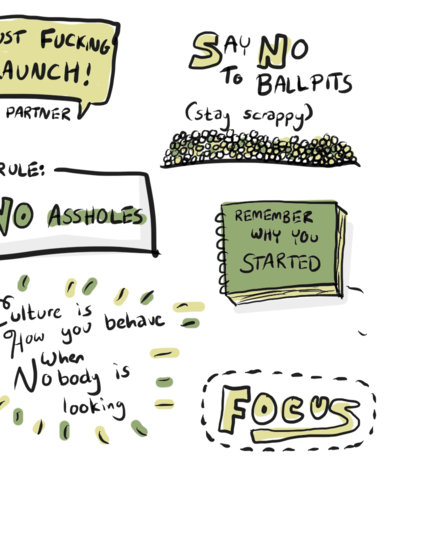 UST FUCKING
AUNCH!
PARTNER
SAY NO
To BALLPITS
(stay scrappy)
RULE:
NO ASSHOLES
REMEMBER
WHY YOU
STARTED
Culture is
How you behave
When
Nobody is
looking
FOCUS